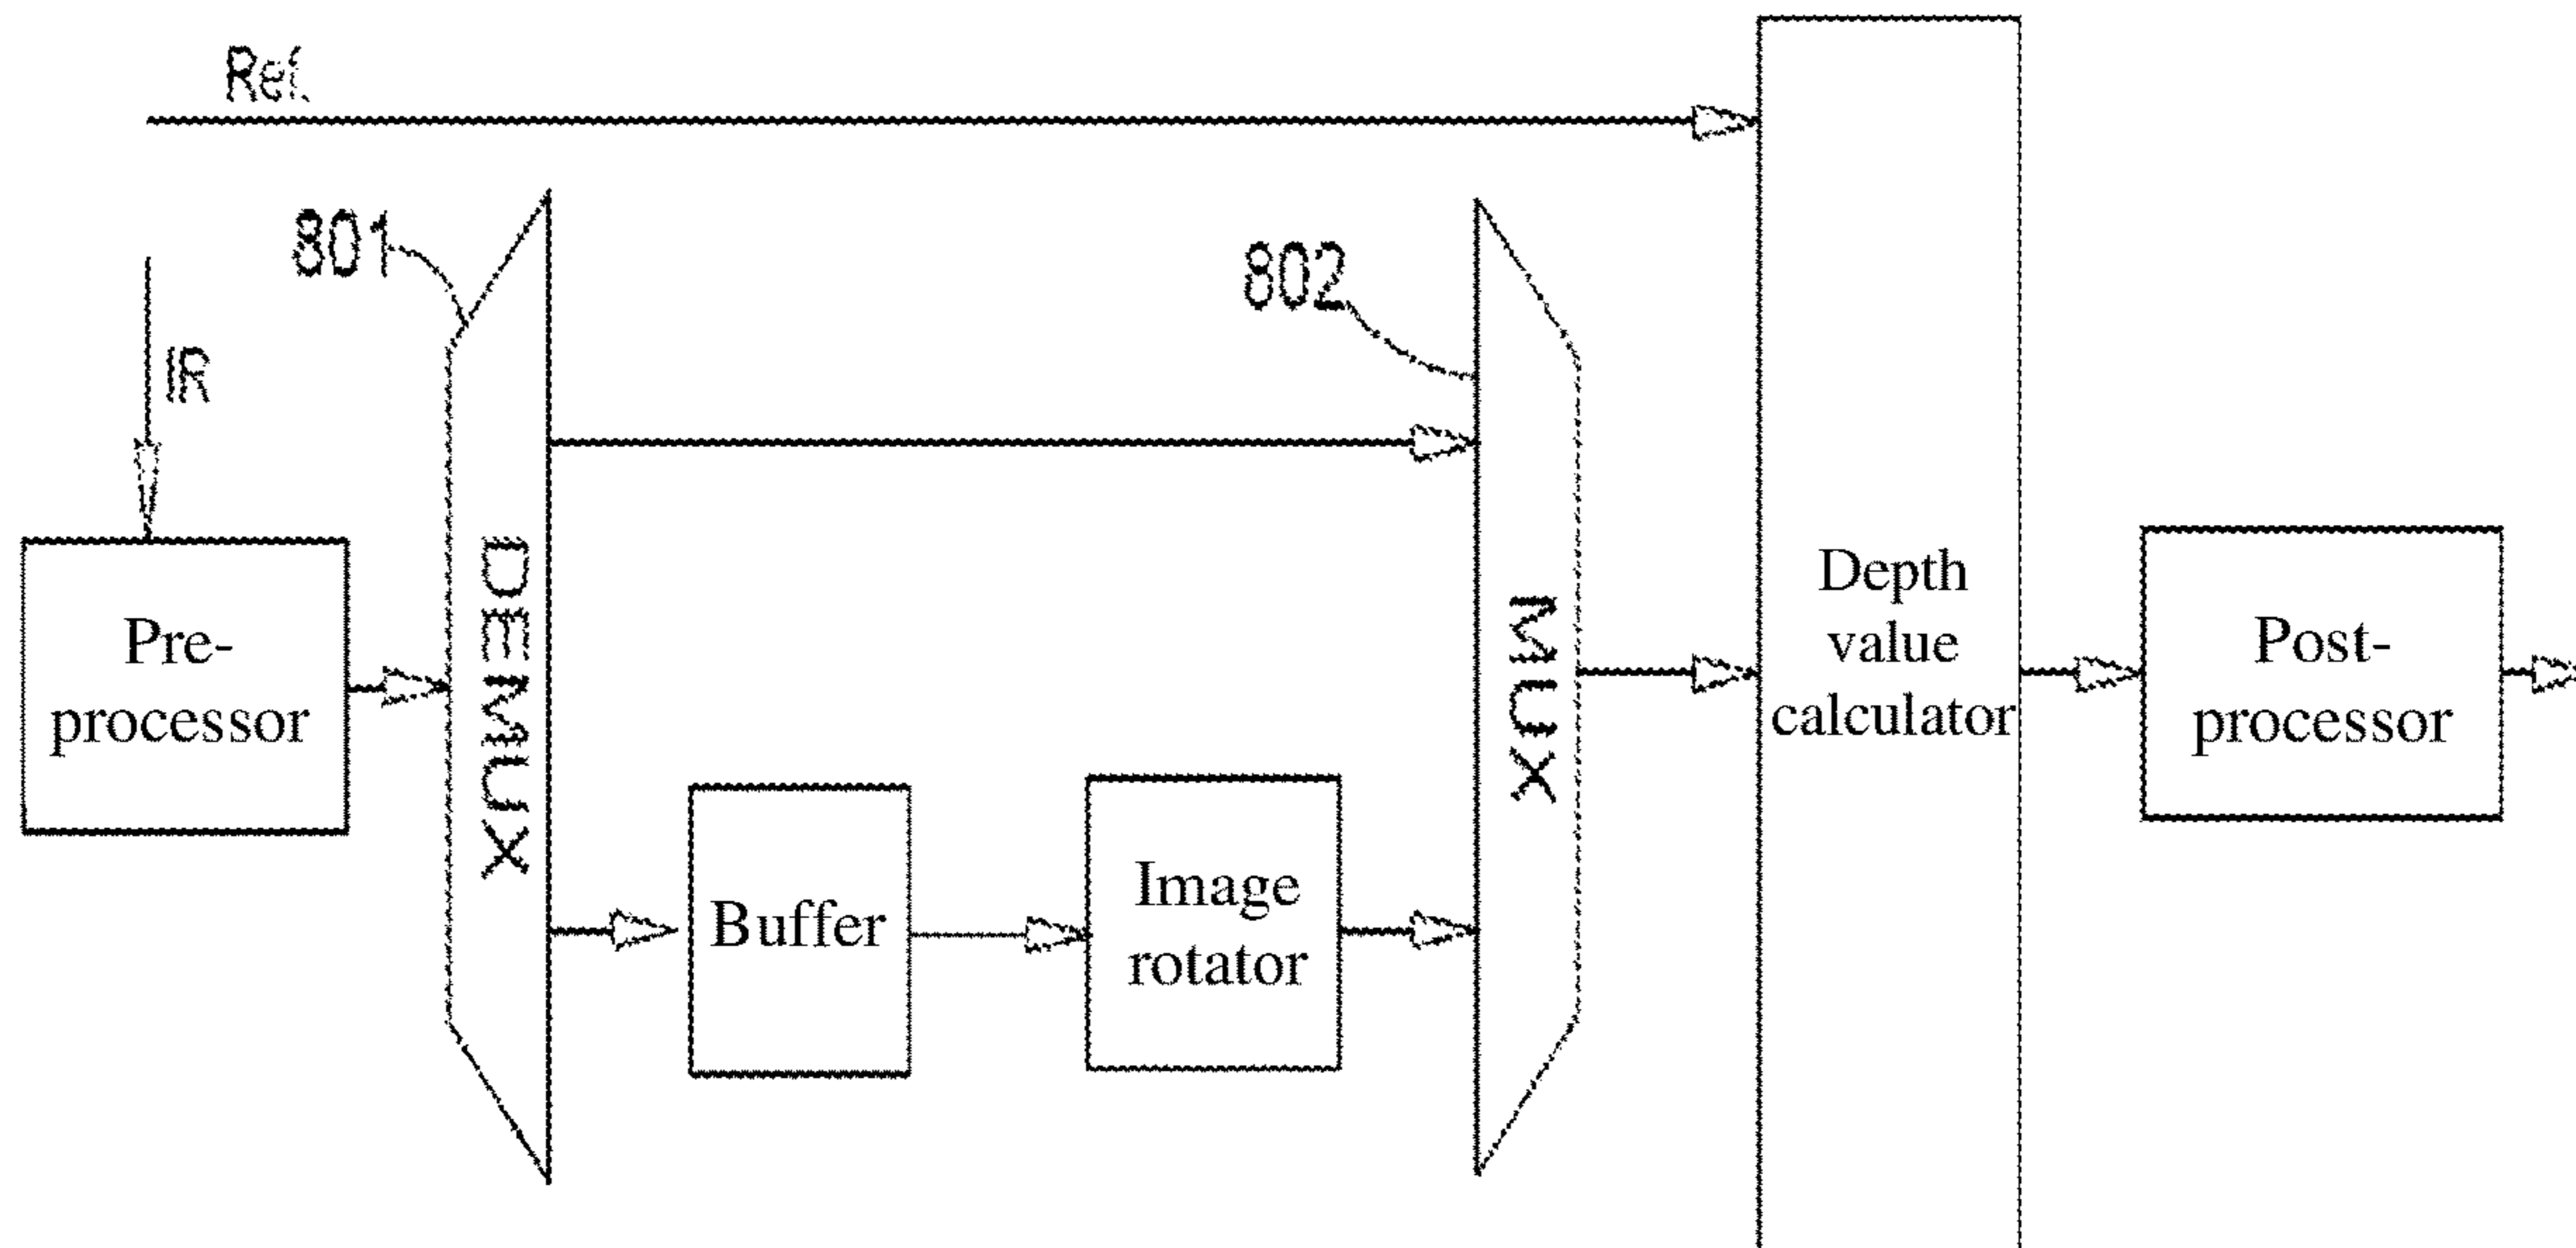 Ref.
801
802
IR
Pre-
processor
DEMUX
Buffer
Image
rotator
MUX
Depth
value
calculator
Post-
processor